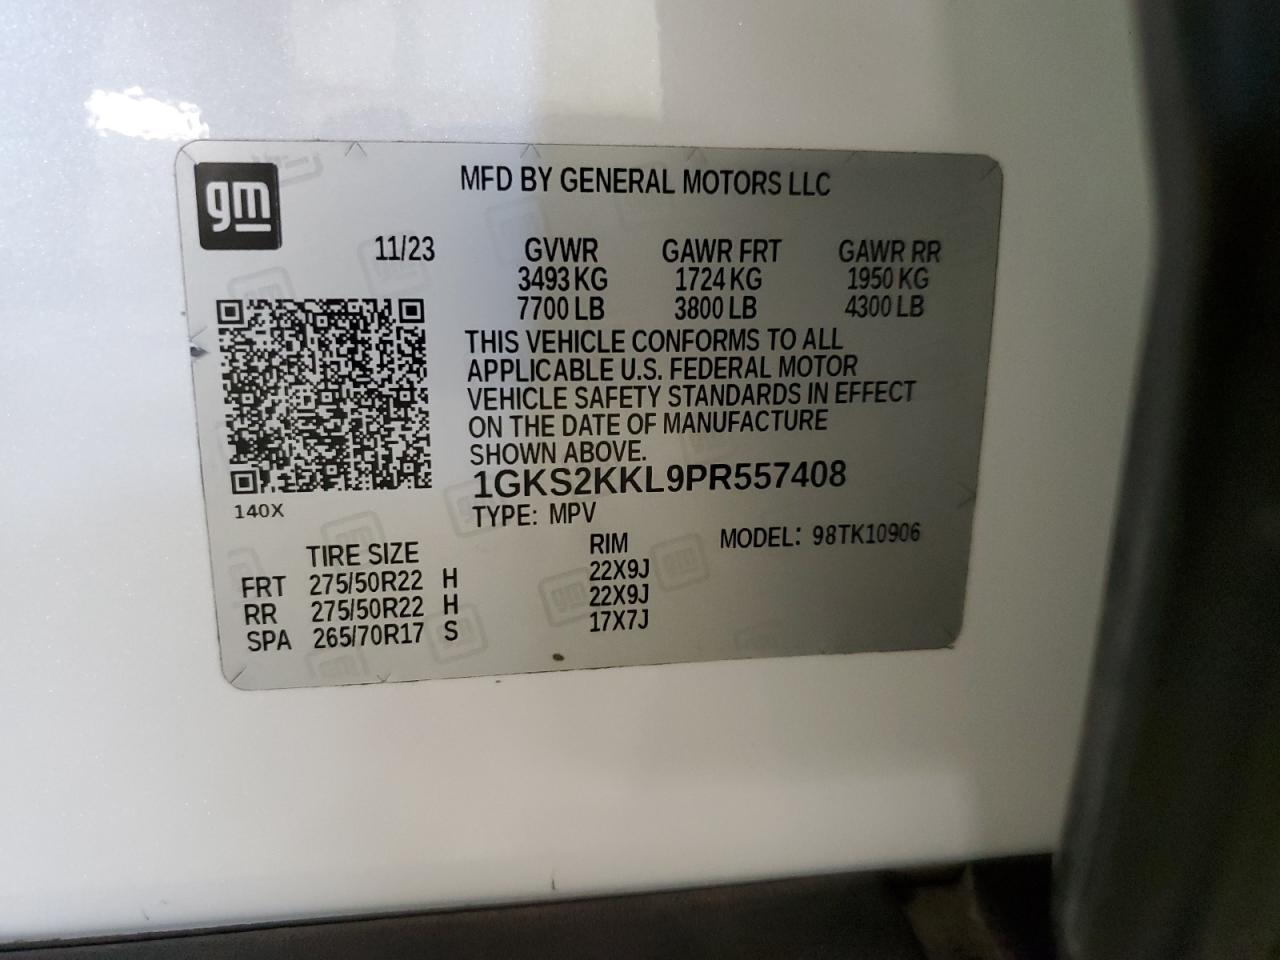 gm
MFD BY GENERAL MOTORS LLC
11/23 GVWR GAWR FRT GAWR RR
3493 KG 1724 KG 1950 KG
7700 LB 3800 LB 4300 LB
THIS VEHICLE CONFORMS TO ALL
APPLICABLE U.S. FEDERAL MOTOR
VEHICLE SAFETY STANDARDS IN EFFECT
ON THE DATE OF MANUFACTURE
SHOWN ABOVE.
1GKS2KKL9PR557408
140X
TYPE: MPV
TIRE SIZE RIM MODEL: 98TK10906
FRT 275/50R22 H 22X9J
RR 275/50R22 H 22X9J
SPA 265/70R17 S 17X7J